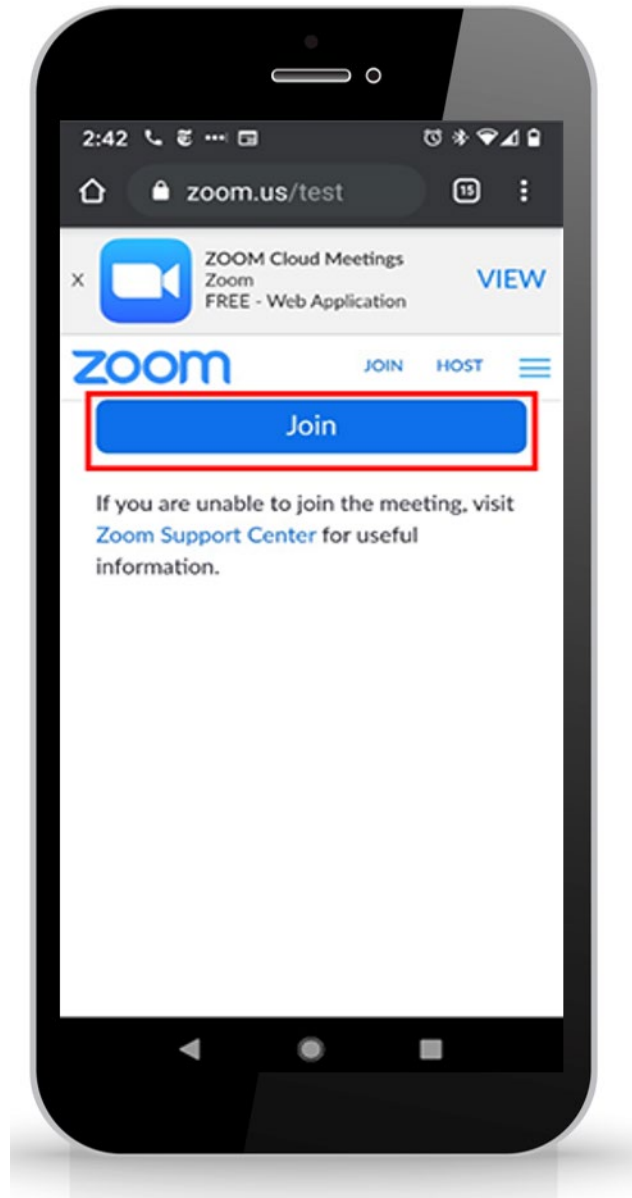 2:42
zoom.us/test
15
X
ZOOM Cloud Meetings
Zoom
FREE - Web Application
VIEW
zoom
JOIN HOST
Join
If you are unable to join the meeting, visit
Zoom Support Center for useful
information.